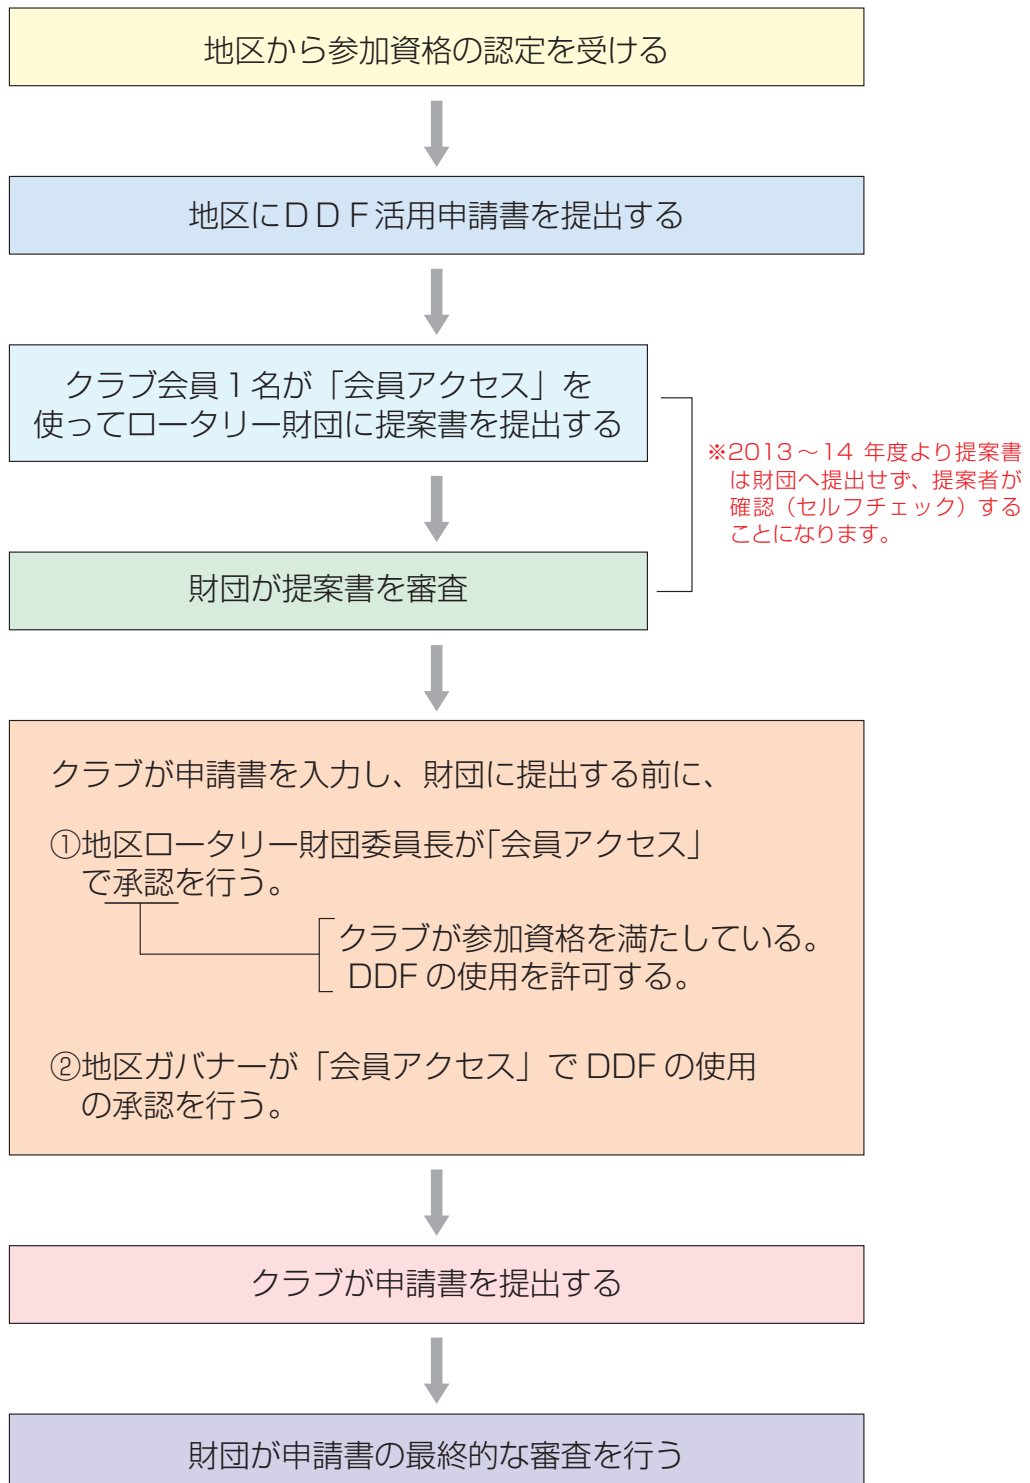 地区から参加資格の認定を受ける
地区にＤＤＦ活用申請書を提出する
クラブ会員１名が「会員アクセス」を
使ってロータリー財団に提案書を提出する
※2013～14 年度より提案書
は財団へ提出せず、提案者が
確認（セルフチェック）する
ことになります。
財団が提案書を審査
クラブが申請書を入力し、財団に提出する前に、
①地区ロータリー財団委員長が「会員アクセス」
で承認を行う。
クラブが参加資格を満たしている。
DDF の使用を許可する。
②地区ガバナーが「会員アクセス」で DDF の使用
の承認を行う。
クラブが申請書を提出する
財団が申請書の最終的な審査を行う